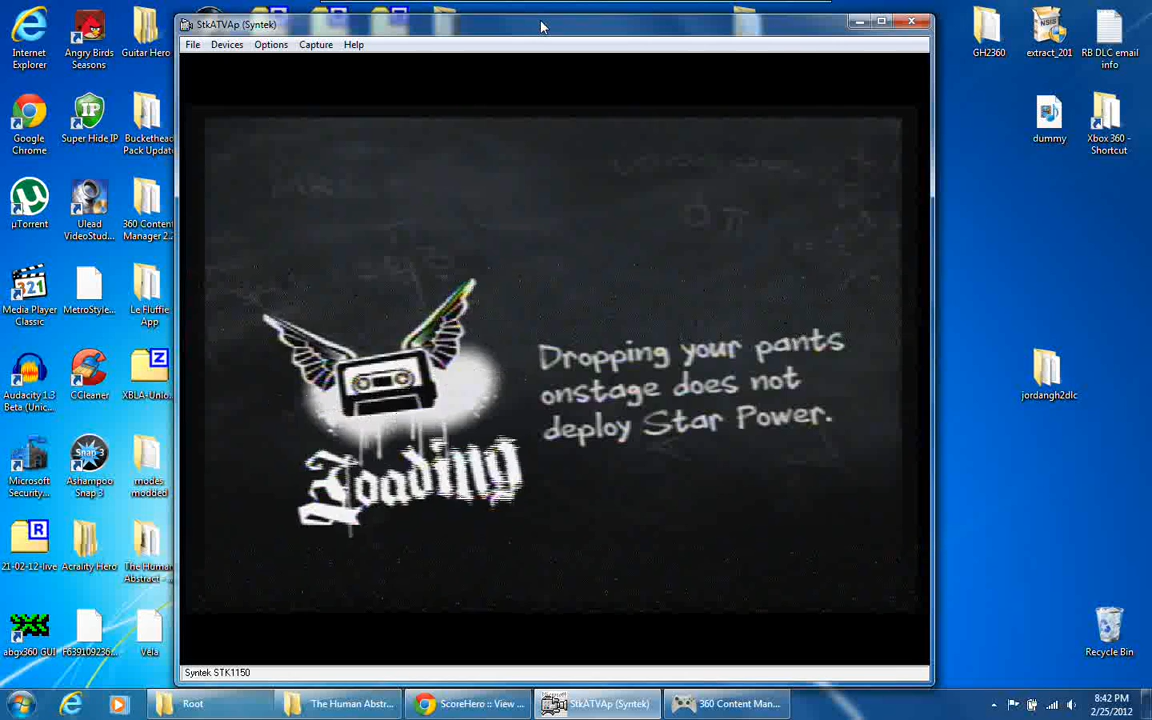 StkATVAp (Syntek)
File Devices Options Capture Help
Dropping your pants
onstage does not
deploy Star Power.
Loading
Syntek STK1150
Internet
Explorer
Angry Birds
Seasons
Guitar Hero
Google
Chrome
Super Hide IP
Buckethead
Pack Update
µTorrent
Ulead
VideoStud...
360 Content
Manager 2...
Media Player
Classic
MetroStyle...
Le Fluffie
App
Audacity 1.3
Beta (Unic...
CCleaner
XBLA-Unlo...
Microsoft
Security...
Ashampoo
Snap 3
modes
modded
21-02-12-live
Acrality Hero
The Human
Abstract -...
abgx360 GUI
F639109236...
Vela
GH2360
extract_201
RB DLC email
info
dummy
Xbox 360 -
Shortcut
jordangh2dlc
Recycle Bin
Root
The Human Abstr...
ScoreHero :: View ...
StkATVAp (Syntek)
360 Content Man...
8:42 PM
2/25/2012